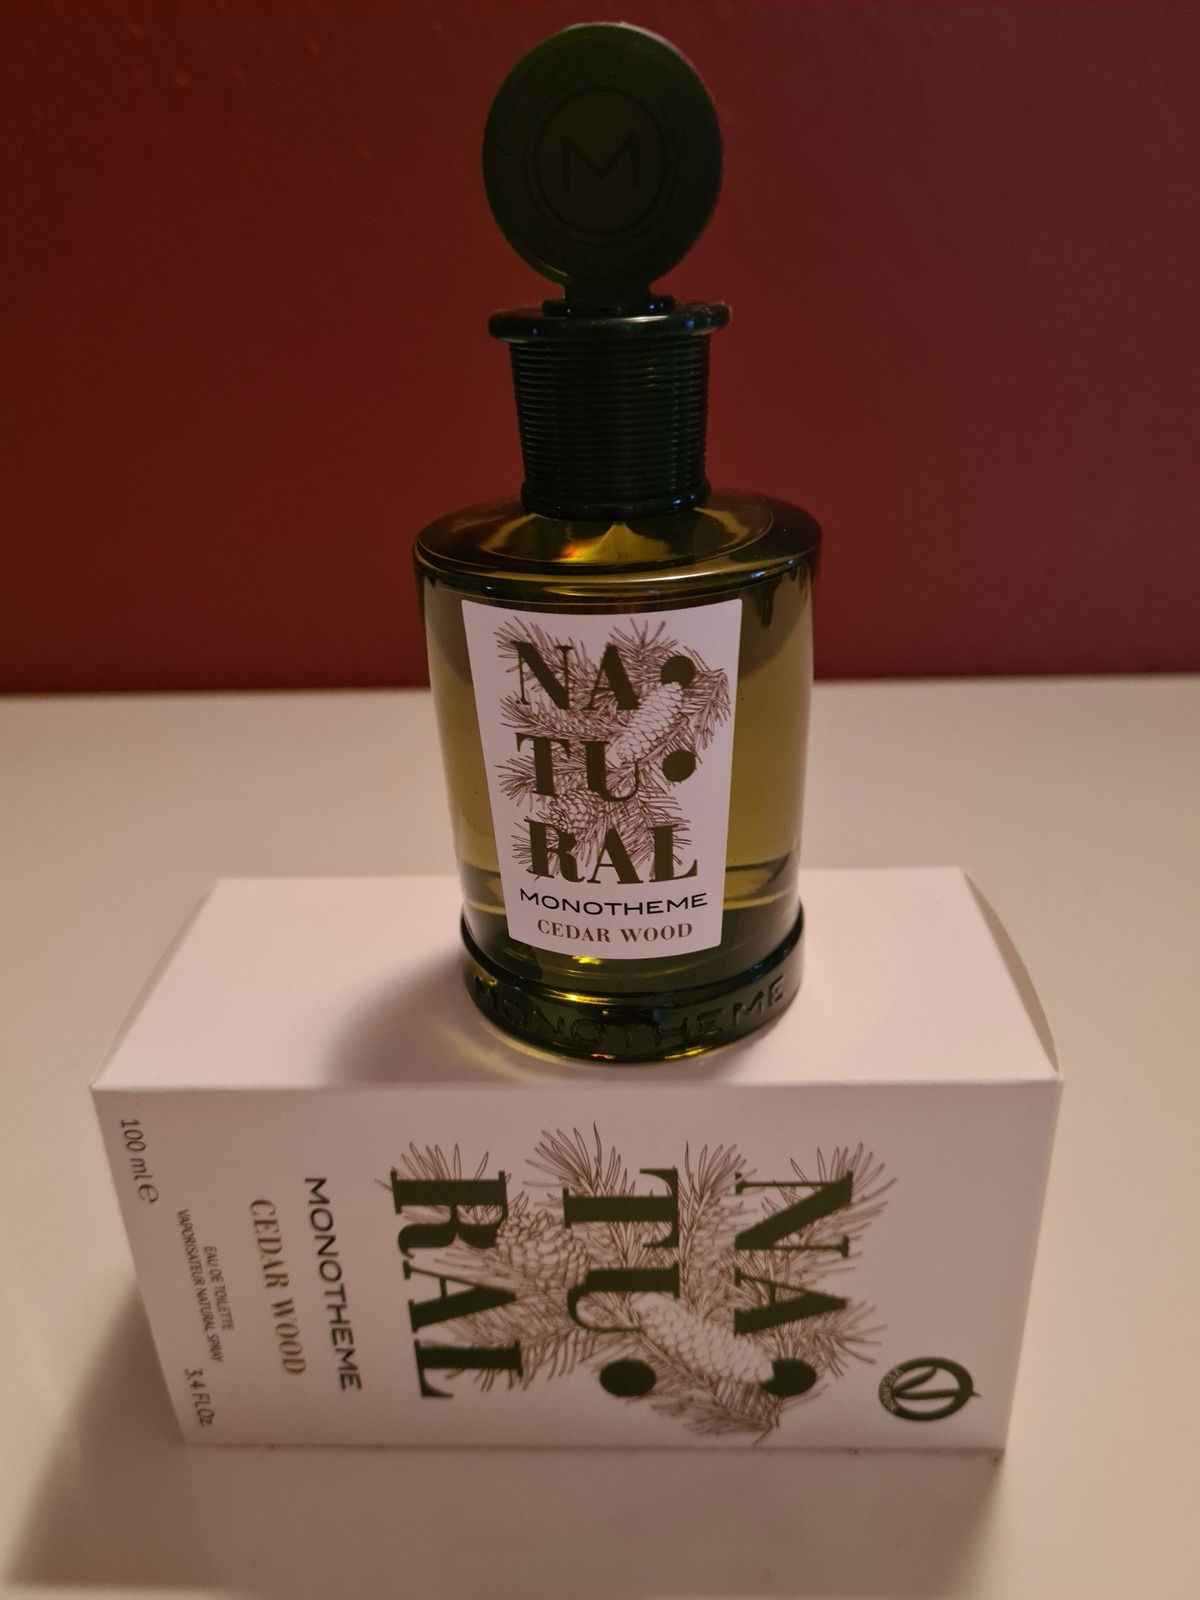 M
NA•
TU•
RAL
MONOTHEME
CEDAR WOOD
MONOTHEME
NA•
TU•
RAL
MONOTHEME
CEDAR WOOD
EAU DE TOILETTE
VAPORISATEUR NATURAL SPRAY
100 ml e
3.4 FL.Oz.